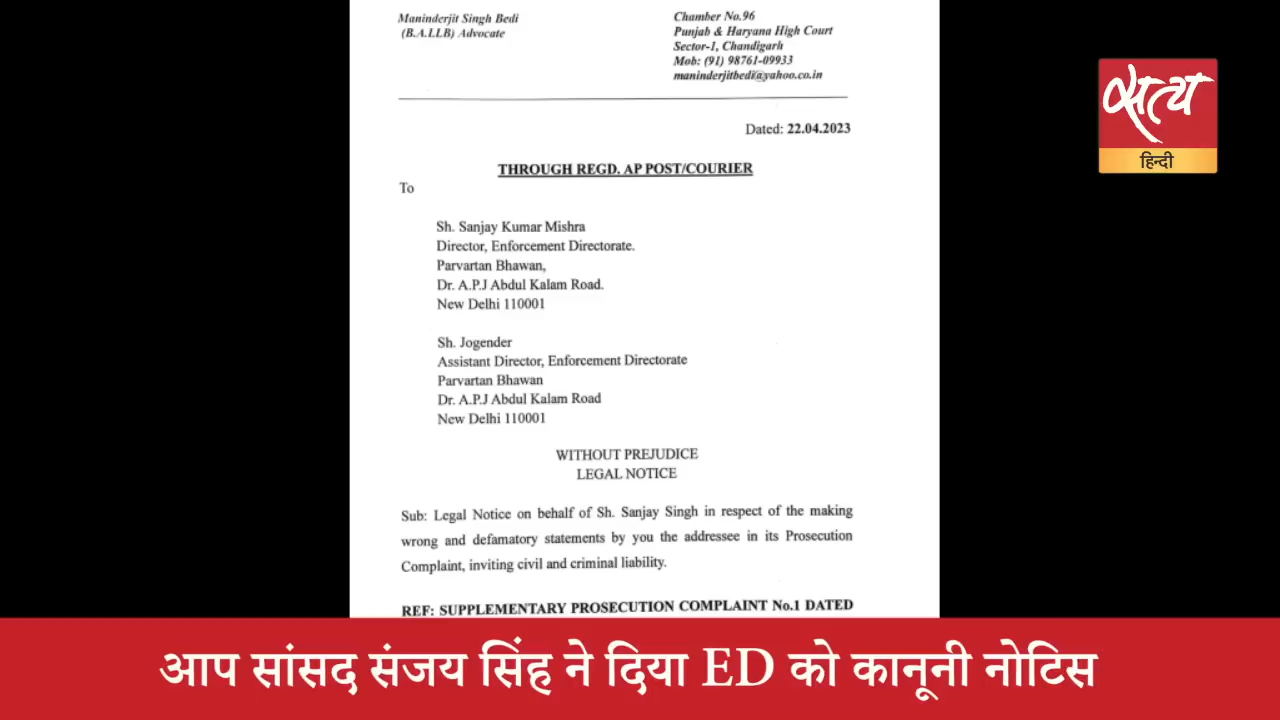 Maninderjit Singh Bedi
(B.A.LLB) Advocate
Chamber No.96
Punjab & Haryana High Court
Sector-1, Chandigarh
Mob: (91) 98761-09933
maninderjitbedi@yahoo.co.in
सत्य
हिन्दी
Dated: 22.04.2023
THROUGH REGD. AP POST/COURIER
To
Sh. Sanjay Kumar Mishra
Director, Enforcement Directorate.
Parvartan Bhawan,
Dr. A.P.J Abdul Kalam Road.
New Delhi 110001
Sh. Jogender
Assistant Director, Enforcement Directorate
Parvartan Bhawan
Dr. A.P.J Abdul Kalam Road
New Delhi 110001
WITHOUT PREJUDICE
LEGAL NOTICE
Sub: Legal Notice on behalf of Sh. Sanjay Singh in respect of the making
wrong and defamatory statements by you the addressee in its Prosecution
Complaint, inviting civil and criminal liability.
REF: SUPPLEMENTARY PROSECUTION COMPLAINT No.1 DATED
आप सांसद संजय सिंह ने दिया ED को कानूनी नोटिस